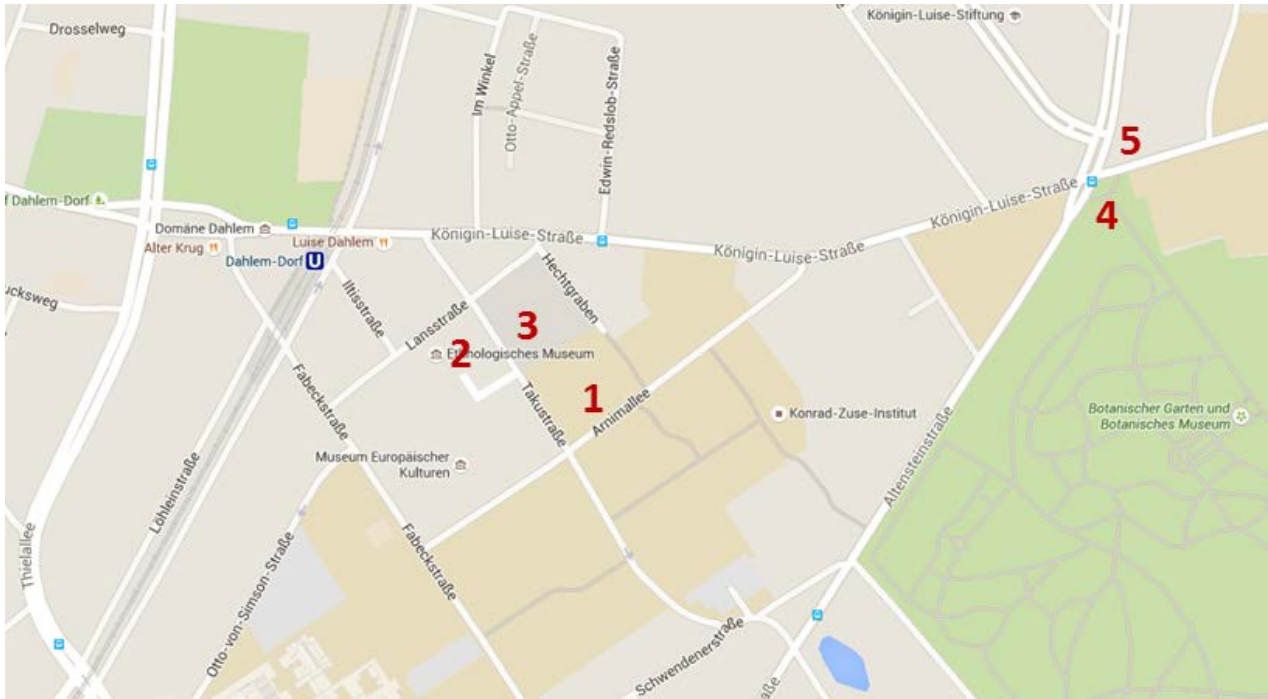 Drosselweg
Königin-Luise-Stiftung
Im Winkel
Otto-Appel-Straße
Edwin-Redslob-Straße
5
f Dahlem-Dorf
Domäne Dahlem
Alter Krug
Luise Dahlem
Dahlem-Dorf
U
Königin-Luise-Straße
Königin-Luise-Straße
Königin-Luise-Straße
4
ucksweg
Iltisstraße
Lansstraße
Hechtgraben
3
2
Ethnologisches Museum
1
Takustraße
Arnimallee
Fabeckstraße
Konrad-Zuse-Institut
Botanischer Garten und
Botanisches Museum
Museum Europäischer
Kulturen
Altensteinstraße
Löhleinstraße
Thielallee
Fabeckstraße
Otto-von-Simson-Straße
Schwendenerstraße
aße